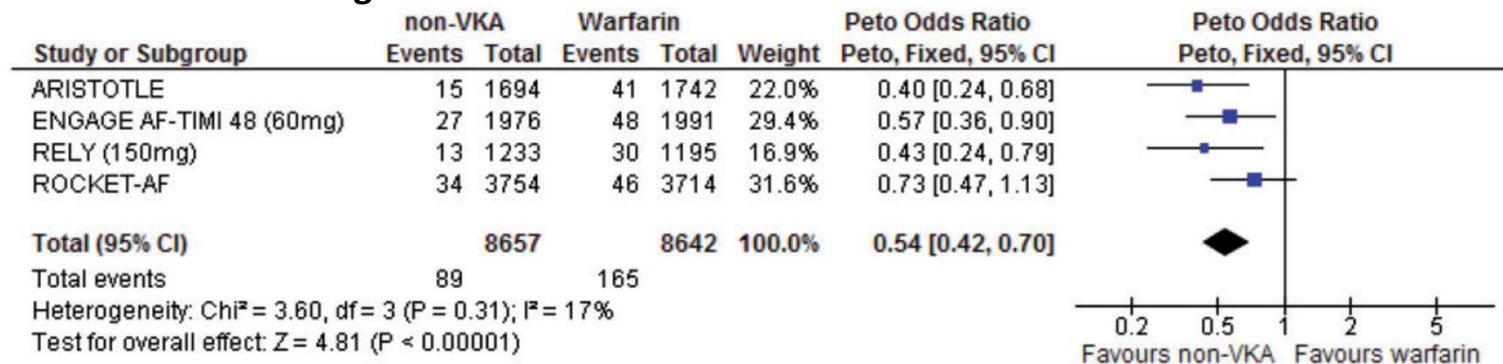 non-VKA Warfarin Peto Odds Ratio Peto Odds Ratio
Study or Subgroup Events Total Events Total Weight Peto, Fixed, 95% CI Peto, Fixed, 95% CI
ARISTOTLE 15 1694 41 1742 22.0% 0.40 [0.24, 0.68]
ENGAGE AF-TIMI 48 (60mg) 27 1976 48 1991 29.4% 0.57 [0.36, 0.90]
RELY (150mg) 13 1233 30 1195 16.9% 0.43 [0.24, 0.79]
ROCKET-AF 34 3754 46 3714 31.6% 0.73 [0.47, 1.13]
Total (95% CI) 8657 8642 100.0% 0.54 [0.42, 0.70]
Total events 89 165
Heterogeneity: Chi² = 3.60, df = 3 (P = 0.31); I² = 17%
Test for overall effect: Z = 4.81 (P < 0.00001)
0.2 0.5 1 2 5
Favours non-VKA Favours warfarin